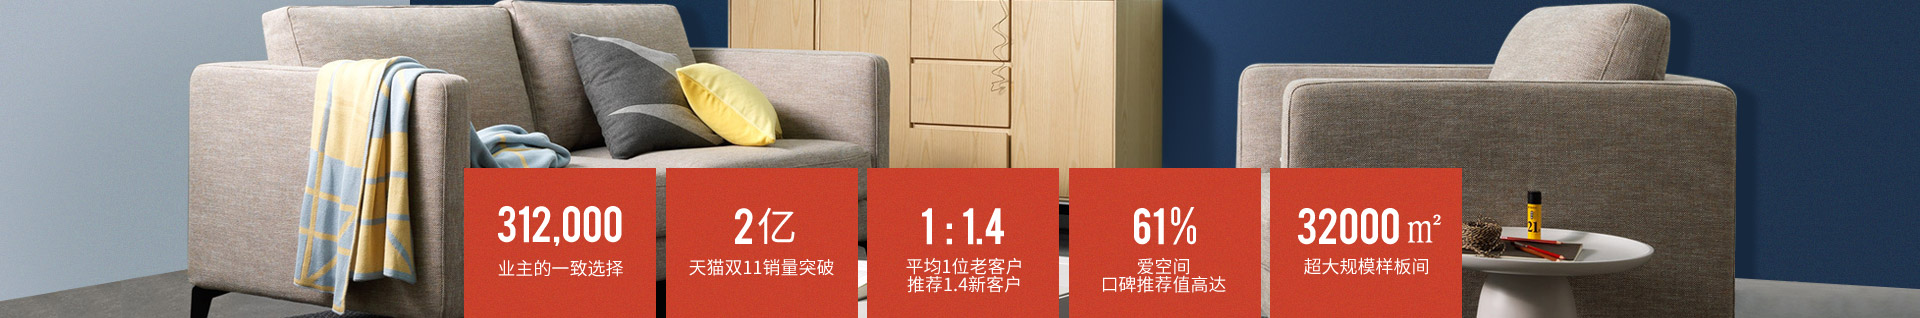 312,000
业主的一致选择
2亿
天猫双11销量突破
1:1.4
平均1位老客户
推荐1.4新客户
61%
爱空间
口碑推荐值高达
32000 m²
超大规模样板间
21